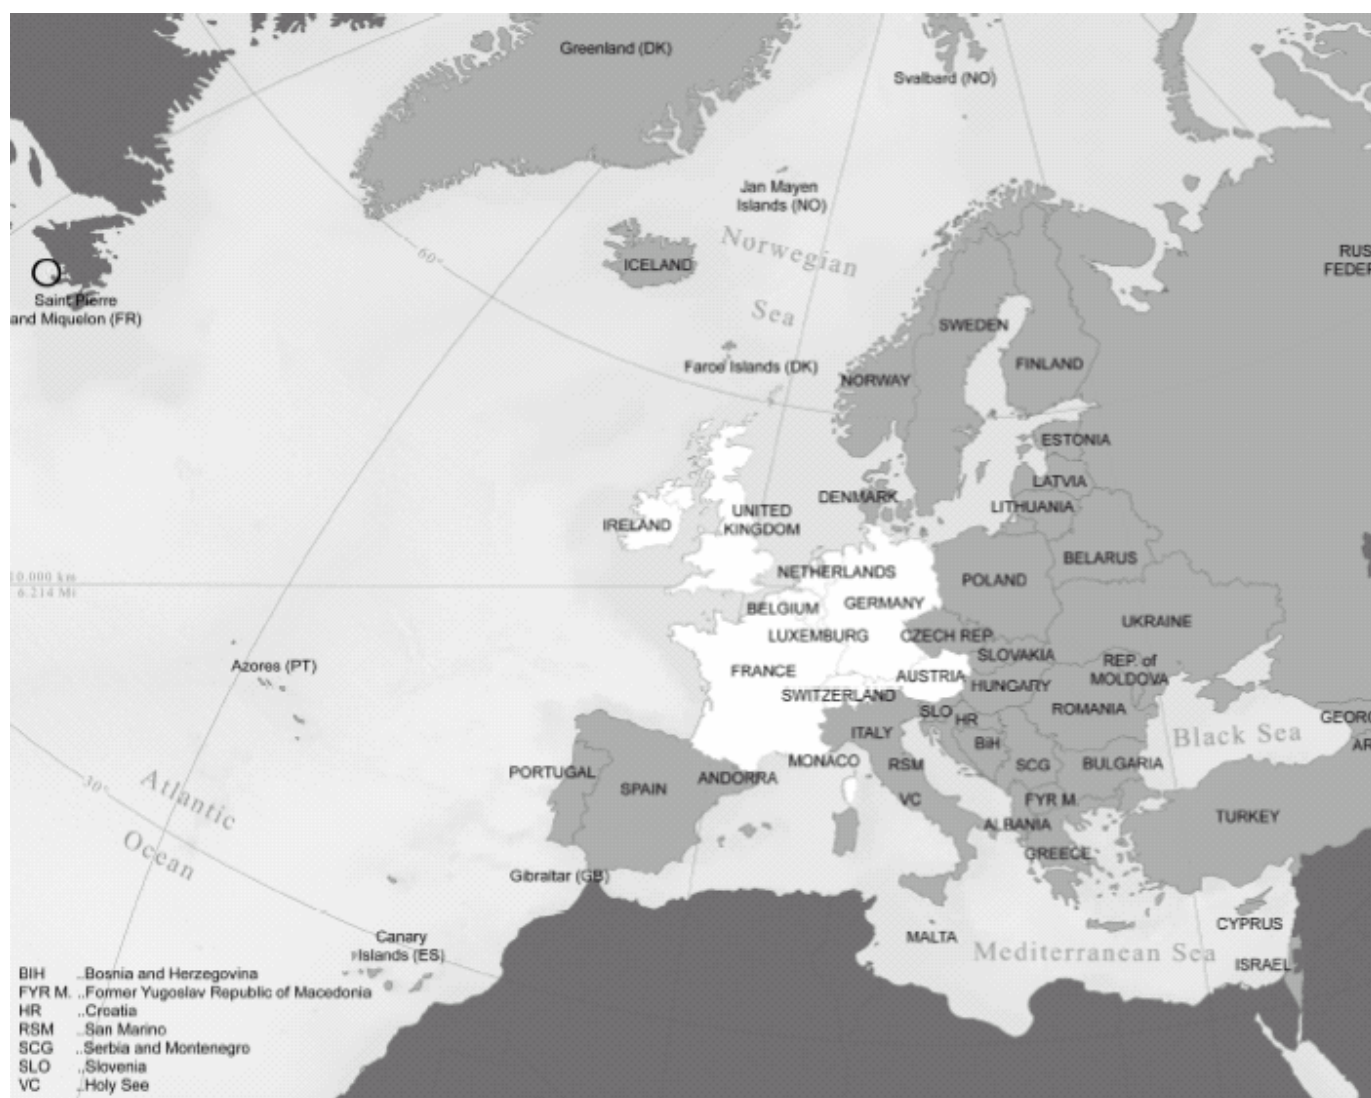 Greenland (DK)
Svalbard (NO)
Jan Mayen
Islands (NO)
Norwegian
Sea
60°
ICELAND
RUS
FEDER
Saint Pierre
and Miquelon (FR)
SWEDEN
FINLAND
Faroe Islands (DK)
NORWAY
ESTONIA
LATVIA
LITHUANIA
DENMARK
IRELAND
UNITED
KINGDOM
BELARUS
NETHERLANDS
POLAND
10.000 km
6.214 Mi
BELGIUM
GERMANY
UKRAINE
LUXEMBURG
CZECH REP.
SLOVAKIA
REP. of
MOLDOVA
Azores (PT)
FRANCE
AUSTRIA
HUNGARY
SWITZERLAND
ROMANIA
SLO
HR
GEORG
ITALY
BiH
Black Sea
AR
MONACO
RSM
SCG
BULGARIA
PORTUGAL
SPAIN
ANDORRA
VC
FYR M.
TURKEY
30°
Atlantic
Ocean
ALBANIA
GREECE
Gibraltar (GB)
CYPRUS
MALTA
Mediterranean Sea
ISRAEL
Canary
Islands (ES)
BIH ..Bosnia and Herzegovina
FYR M. ..Former Yugoslav Republic of Macedonia
HR ..Croatia
RSM ..San Marino
SCG ..Serbia and Montenegro
SLO ..Slovenia
VC ..Holy See